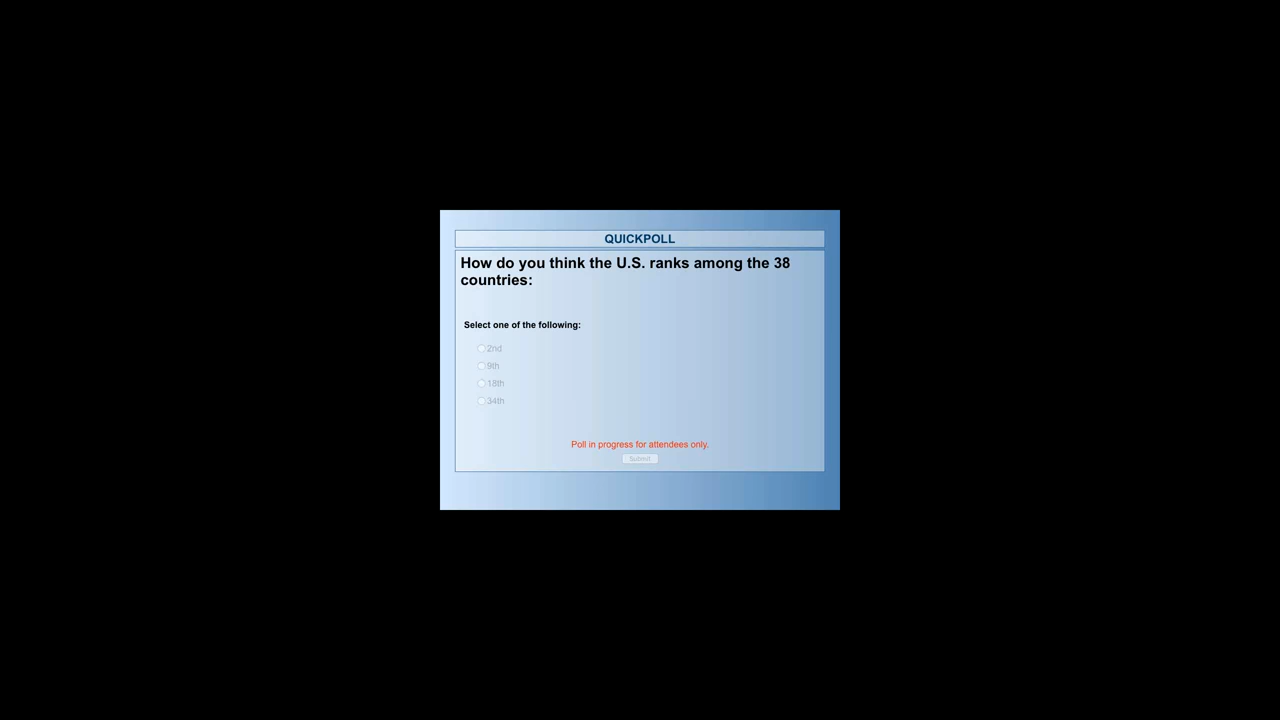 QUICKPOLL
How do you think the U.S. ranks among the 38
countries:
Select one of the following:
2nd
9th
18th
34th
Poll in progress for attendees only.
Submit